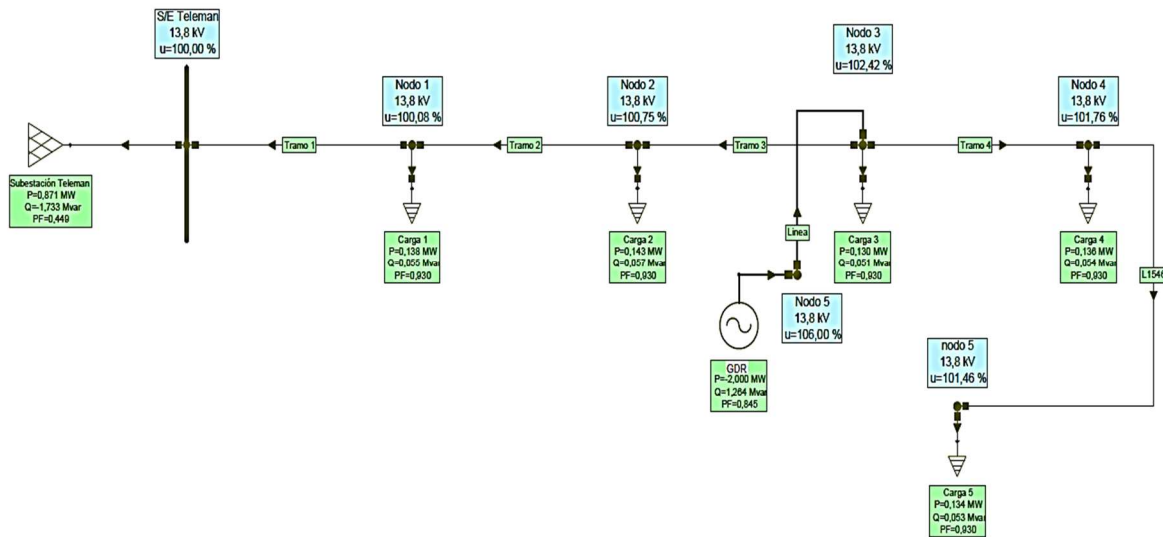 S/E Teleman
13,8 kV
u=100,00 %
Nodo 1
13,8 kV
u=100,08 %
Nodo 2
13,8 kV
u=100,75 %
Nodo 3
13,8 kV
u=102,42 %
Nodo 4
13,8 kV
u=101,76 %
Tramo 1
Tramo 2
Tramo 3
Tramo 4
Subestación Teleman
P=0,871 MW
Q=-1,733 Mvar
PF=0,449
Carga 1
P=0,138 MW
Q=0,055 Mvar
PF=0,930
Carga 2
P=0,143 MW
Q=0,057 Mvar
PF=0,930
Linea
Carga 3
P=0,130 MW
Q=0,051 Mvar
PF=0,930
Carga 4
P=0,136 MW
Q=0,054 Mvar
PF=0,930
L1546
Nodo 5
13,8 kV
u=106,00 %
GDR
P=-2,000 MW
Q=1,264 Mvar
PF=0,845
nodo 5
13,8 kV
u=101,46 %
Carga 5
P=0,134 MW
Q=0,053 Mvar
PF=0,930